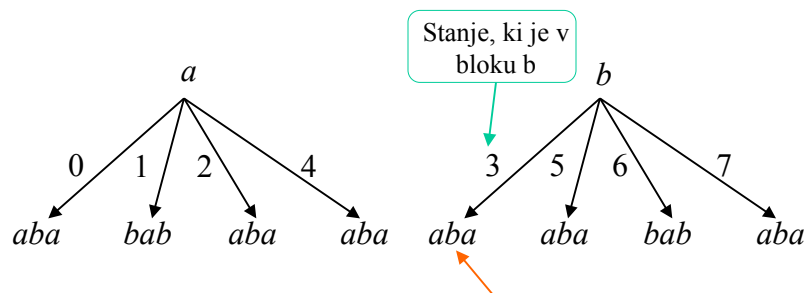 Stanje, ki je v
bloku b
a
b
0 1 2 4
3 5 6 7
aba bab aba aba
aba aba bab aba